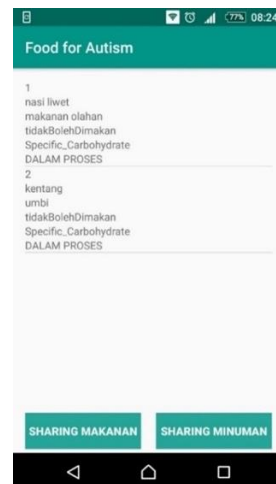 77% 08:24
Food for Autism
1
nasi liwet
makanan olahan
tidakBolehDimakan
Specific_Carbohydrate
DALAM PROSES
2
kentang
umbi
tidakBolehDimakan
Specific_Carbohydrate
DALAM PROSES
SHARING MAKANAN SHARING MINUMAN